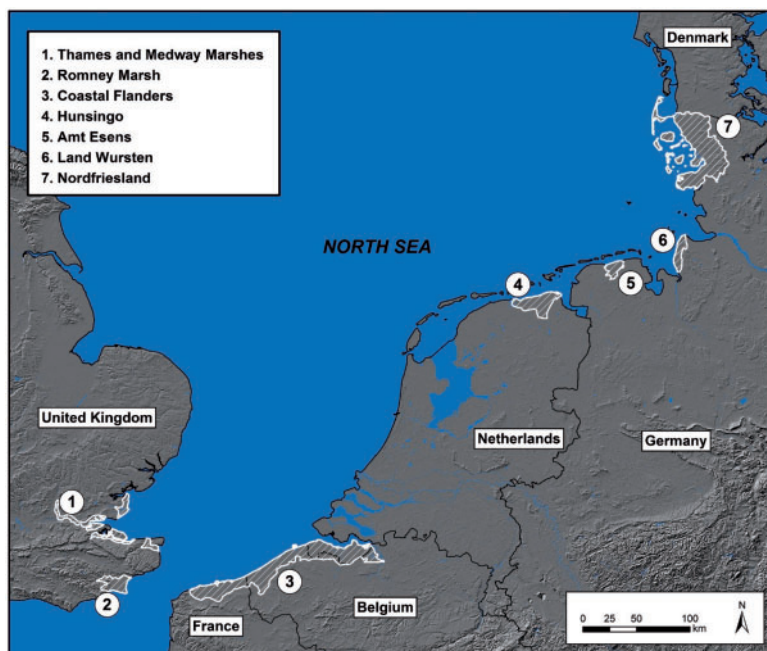 1. Thames and Medway Marshes
2. Romney Marsh
3. Coastal Flanders
4. Hunsingo
5. Amt Esens
6. Land Wursten
7. Nordfriesland
Denmark
7
NORTH SEA
6
4
5
United Kingdom
Netherlands
Germany
1
3
2
France
Belgium
0 25 50 100
km
N